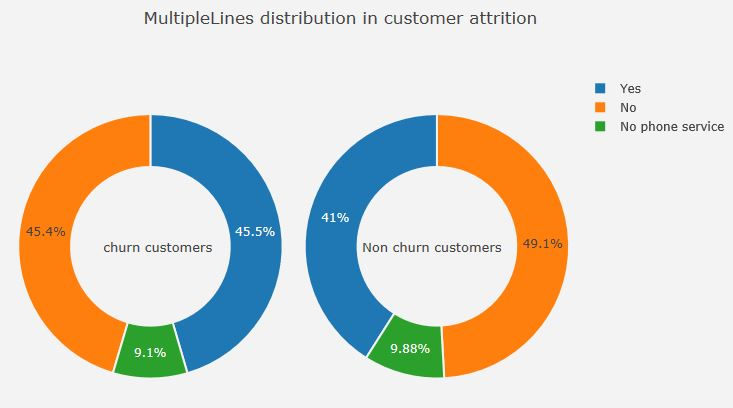 MultipleLines distribution in customer attrition
Yes
No
No phone service
45.4%
churn customers
45.5%
9.1%
41%
Non churn customers
49.1%
9.88%